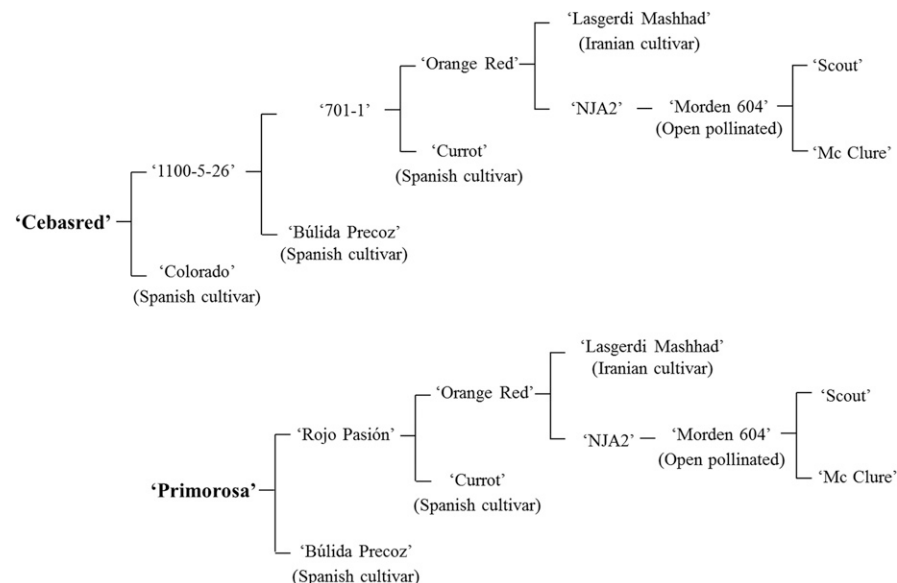 ‘Lasgerdi Mashhad’
(Iranian cultivar)
‘Orange Red’
‘Scout’
‘701-1’
‘NJA2’
‘Morden 604’
(Open pollinated)
‘Currot’
(Spanish cultivar)
‘Mc Clure’
‘1100-5-26’
‘Cebasred’
‘Búlida Precoz’
(Spanish cultivar)
‘Colorado’
(Spanish cultivar)
‘Lasgerdi Mashhad’
(Iranian cultivar)
‘Orange Red’
‘Scout’
‘Rojo Pasión’
‘NJA2’
‘Morden 604’
(Open pollinated)
‘Currot’
(Spanish cultivar)
‘Mc Clure’
‘Primorosa’
‘Búlida Precoz’
(Spanish cultivar)